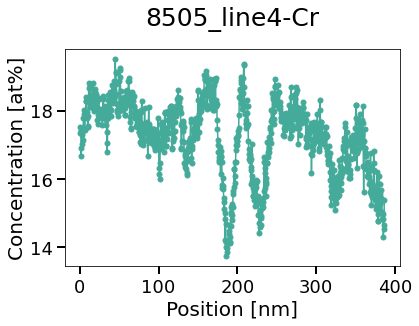 8505_line4-Cr
Concentration [at%]
18
16
14
0 100 200 300 400
Position [nm]